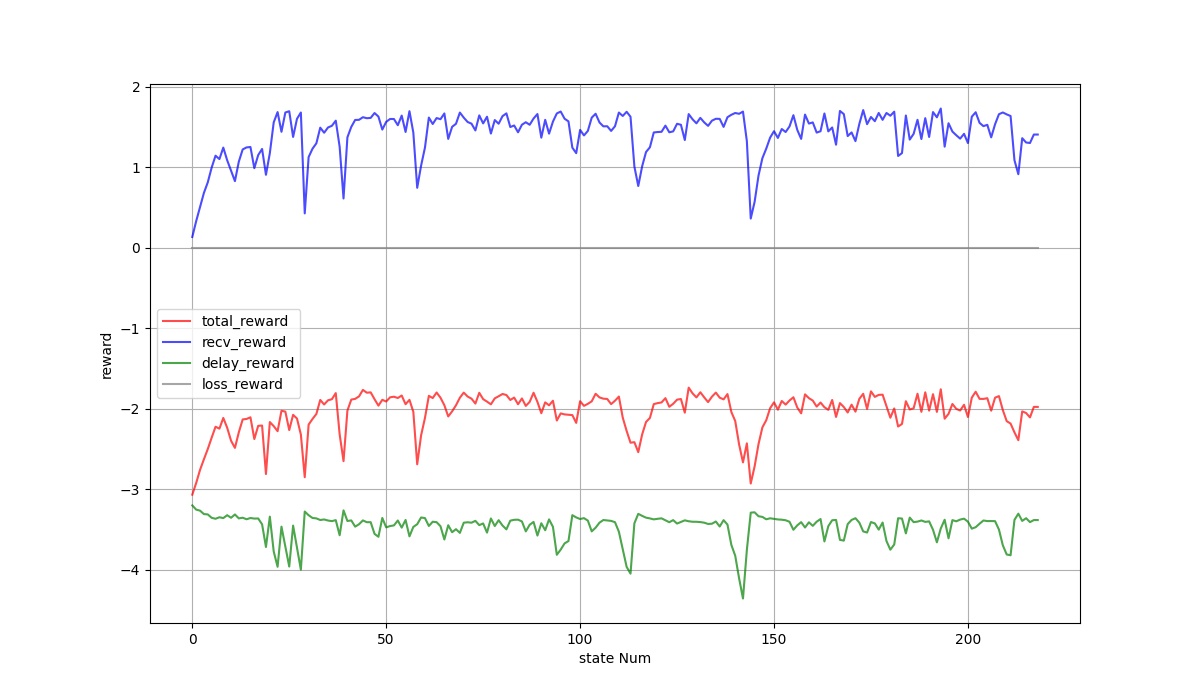 2
1
0
−1
−2
−3
−4
reward
total_reward
recv_reward
delay_reward
loss_reward
0 50 100 150 200
state Num